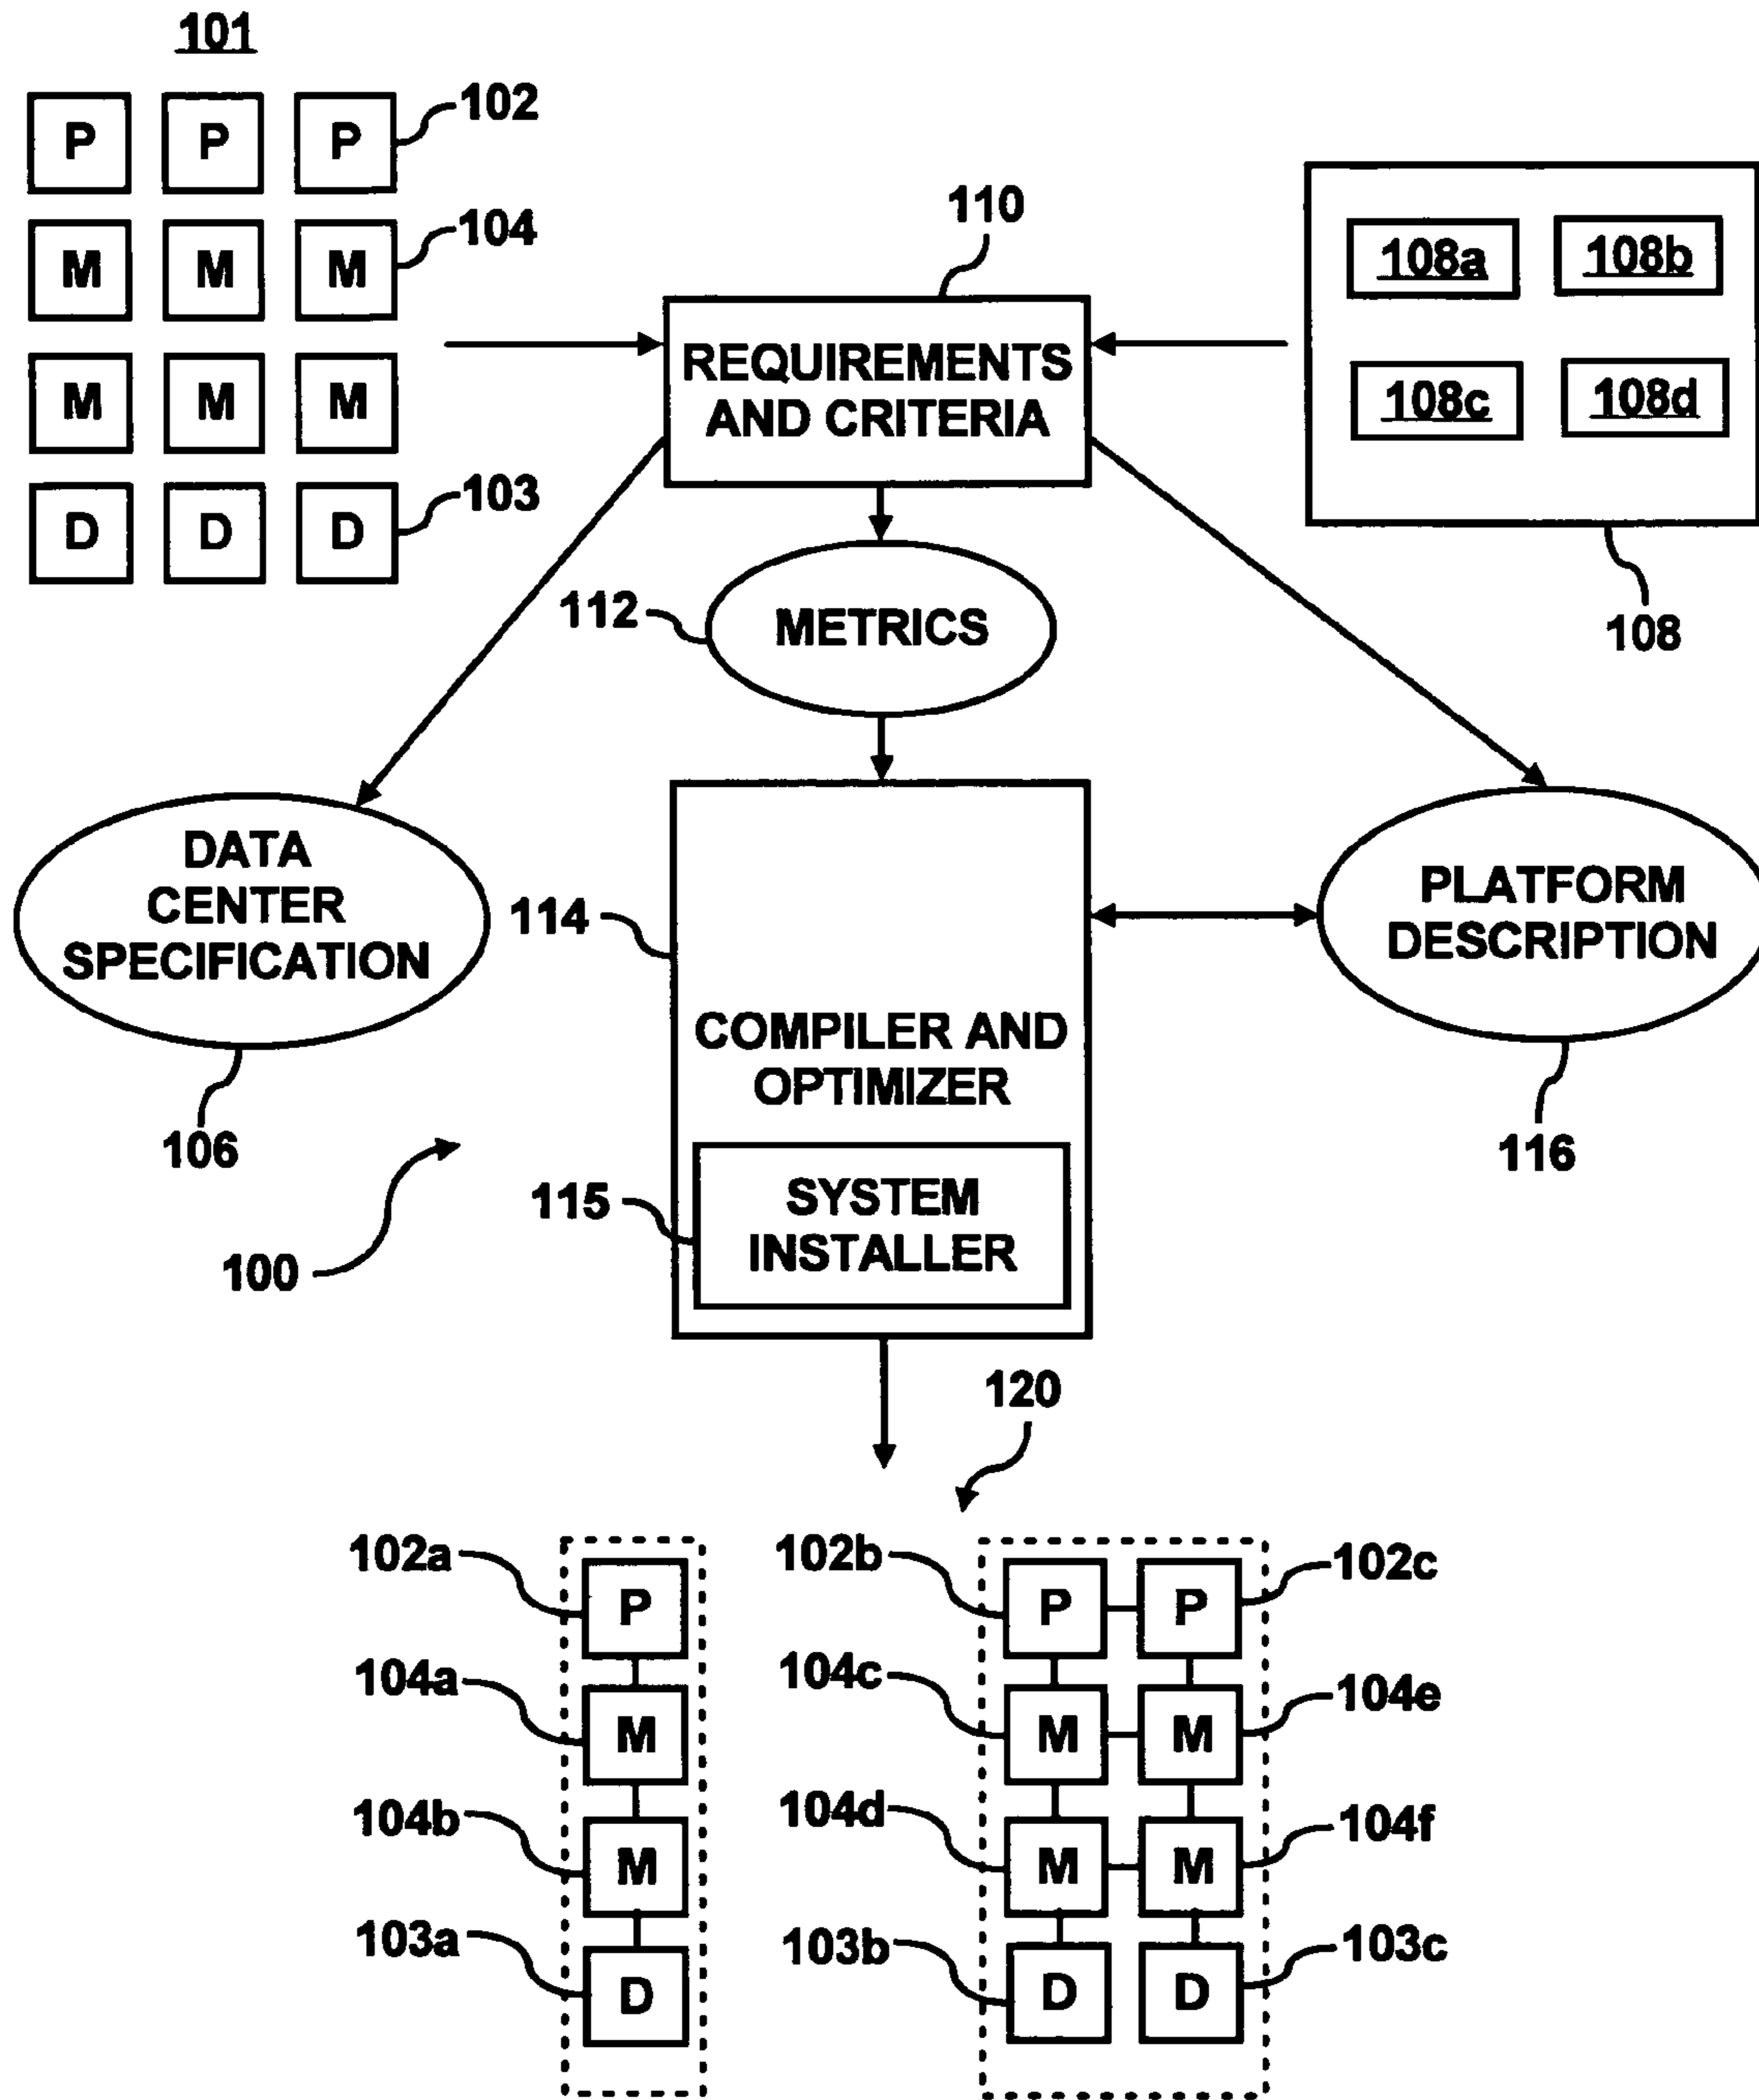 101
P P P 102
M M M 104
M M M
D D D 103
110
REQUIREMENTS
AND CRITERIA
108a 108b
108c 108d
108
112
METRICS
DATA
CENTER
SPECIFICATION
106
114
COMPILER AND
OPTIMIZER
115
SYSTEM
INSTALLER
PLATFORM
DESCRIPTION
116
100
120
102a P
104a M
104b M
103a D
102b P P 102c
104c M M 104e
104d M M 104f
103b D D 103c